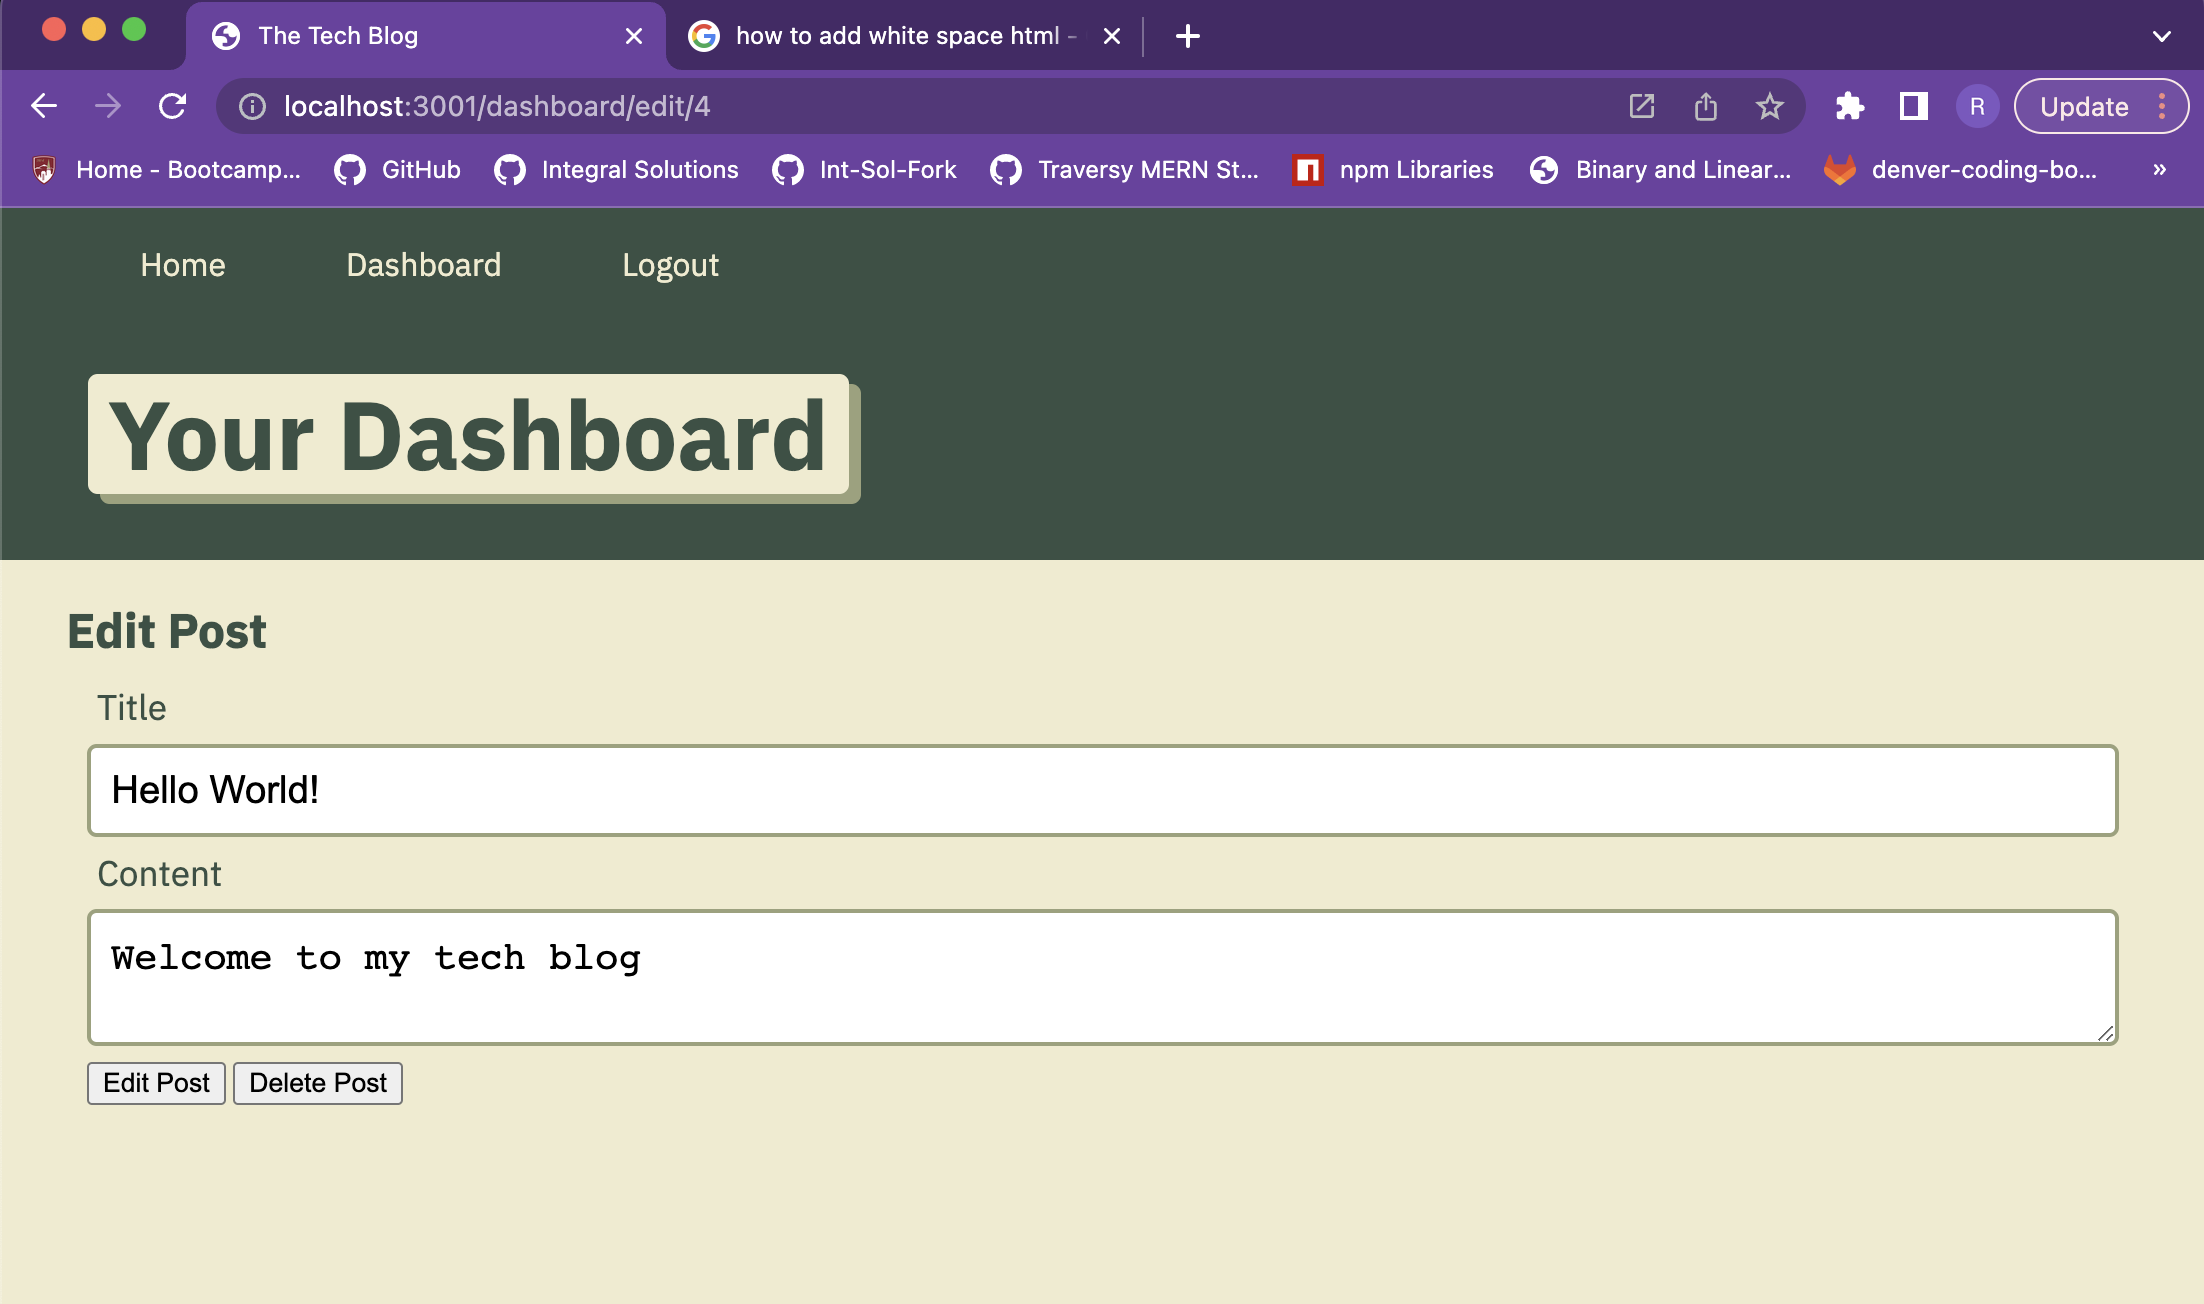 The Tech Blog
how to add white space html -
localhost:3001/dashboard/edit/4
R
Update
Home - Bootcamp...
GitHub
Integral Solutions
Int-Sol-Fork
Traversy MERN St...
npm Libraries
Binary and Linear...
denver-coding-bo...
»
Home
Dashboard
Logout
Your Dashboard
Edit Post
Title
Hello World!
Content
Welcome to my tech blog
Edit Post
Delete Post